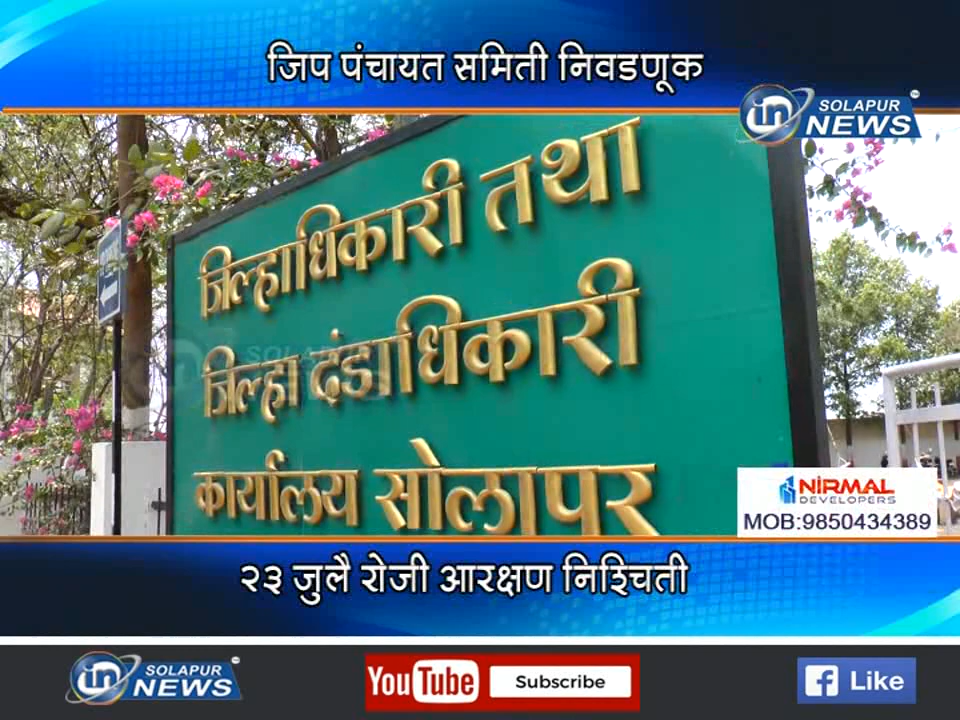 जिप पंचायत समिती निवडणूक
in SOLAPUR NEWS
जिल्हाधिकारी तथा
जिल्हा दंडाधिकारी
कार्यालय सोलापूर
SOLAPUR
NIRMAL
DEVELOPERS
MOB:9850434389
२३ जुलै रोजी आरक्षण निश्चिती
in SOLAPUR NEWS
YouTube Subscribe
f Like